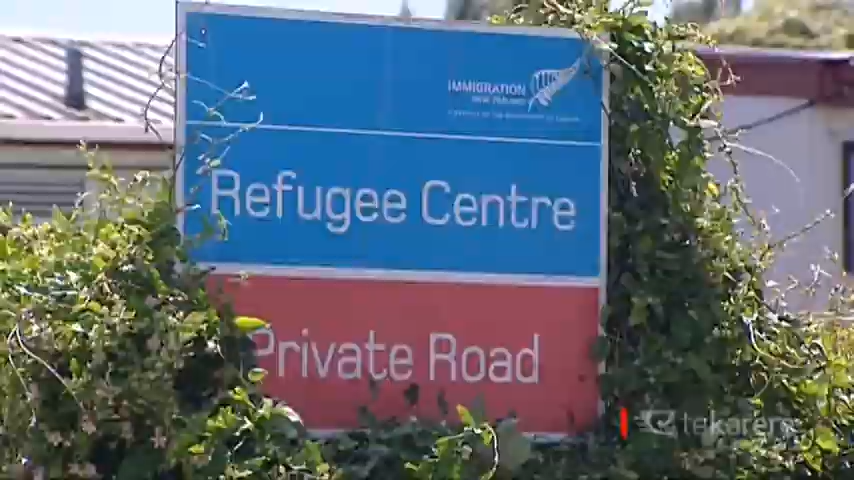 IMMIGRATION
NEW ZEALAND
Refugee Centre
Private Road
tekarere